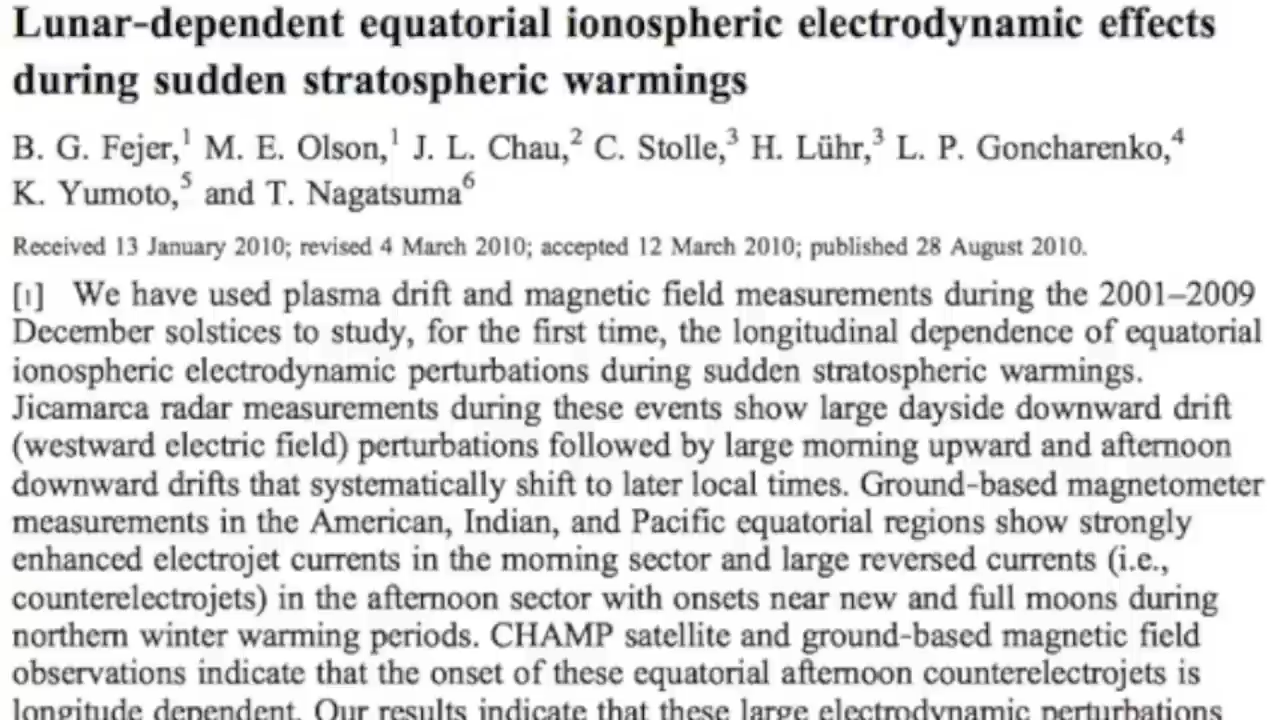 Lunar-dependent equatorial ionospheric electrodynamic effects
during sudden stratospheric warmings
B. G. Fejer,¹ M. E. Olson,¹ J. L. Chau,² C. Stolle,³ H. Lühr,³ L. P. Goncharenko,⁴
K. Yumoto,⁵ and T. Nagatsuma⁶
Received 13 January 2010; revised 4 March 2010; accepted 12 March 2010; published 28 August 2010.
[1] We have used plasma drift and magnetic field measurements during the 2001–2009
December solstices to study, for the first time, the longitudinal dependence of equatorial
ionospheric electrodynamic perturbations during sudden stratospheric warmings.
Jicamarca radar measurements during these events show large dayside downward drift
(westward electric field) perturbations followed by large morning upward and afternoon
downward drifts that systematically shift to later local times. Ground-based magnetometer
measurements in the American, Indian, and Pacific equatorial regions show strongly
enhanced electrojet currents in the morning sector and large reversed currents (i.e.,
counterelectrojets) in the afternoon sector with onsets near new and full moons during
northern winter warming periods. CHAMP satellite and ground-based magnetic field
observations indicate that the onset of these equatorial afternoon counterelectrojets is
longitude dependent. Our results indicate that these large electrodynamic perturbations